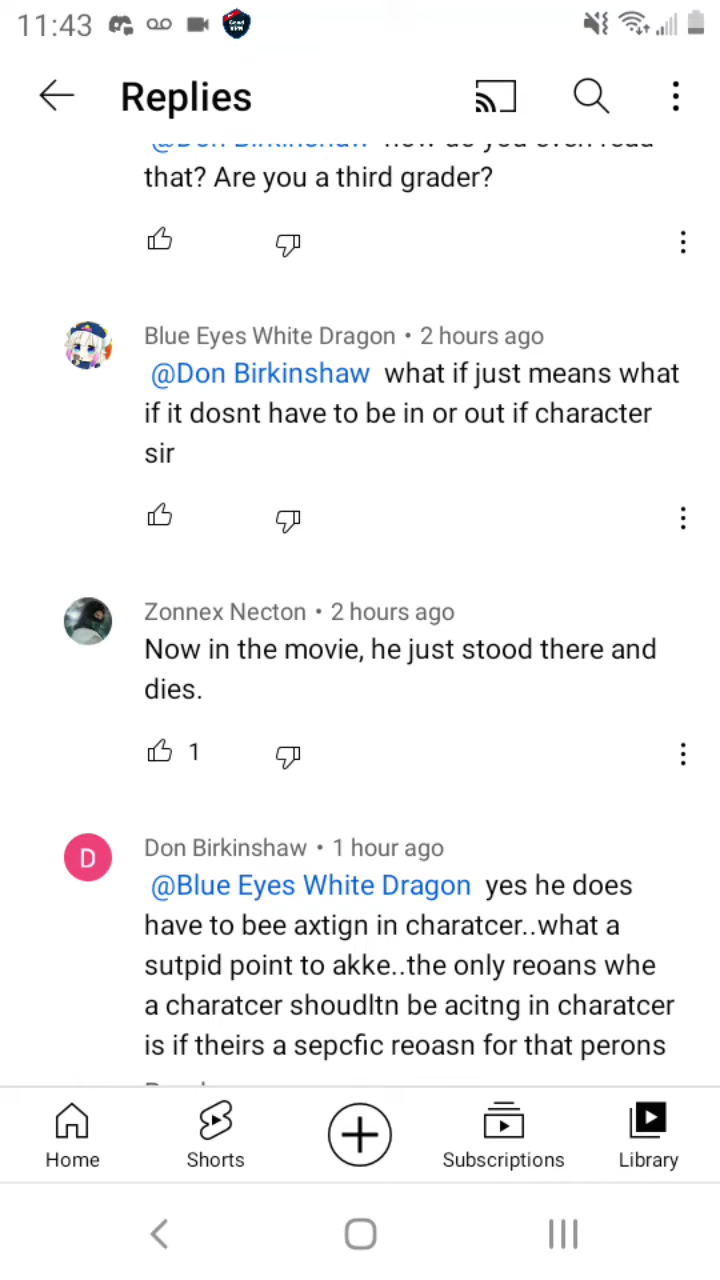 11:43
Replies
that? Are you a third grader?
Blue Eyes White Dragon • 2 hours ago
@Don Birkinshaw what if just means what
if it dosnt have to be in or out if character
sir
Zonnex Necton • 2 hours ago
Now in the movie, he just stood there and
dies.
1
D
Don Birkinshaw • 1 hour ago
@Blue Eyes White Dragon yes he does
have to bee axtign in charatcer..what a
sutpid point to akke..the only reoans whe
a charatcer shoudltn be acitng in charatcer
is if theirs a sepcfic reoasn for that perons
Home
Shorts
Subscriptions
Library